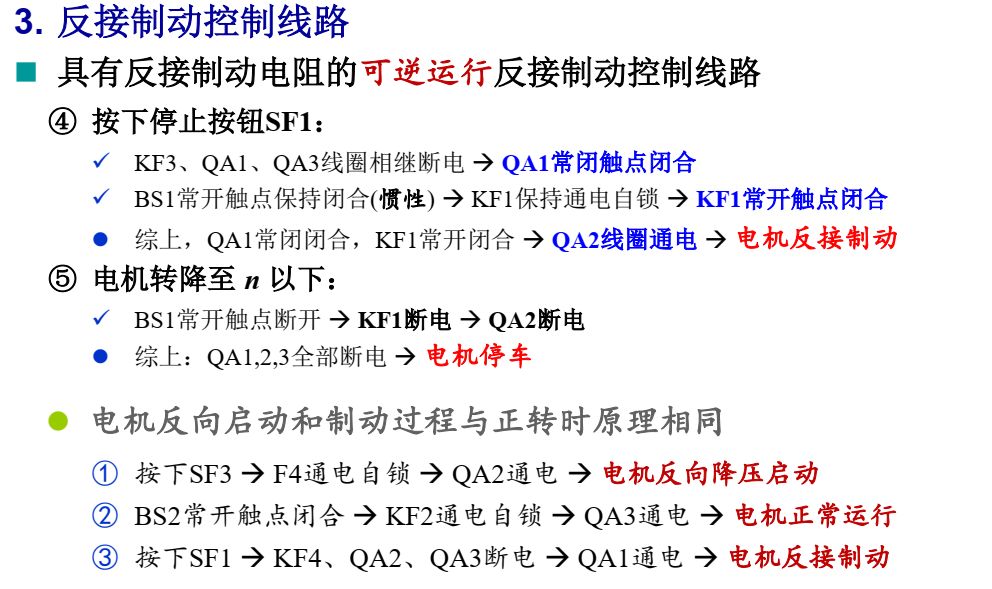 3. 反接制动控制线路
具有反接制动电阻的可逆运行反接制动控制线路
④ 按下停止按钮SF1：
✓ KF3、QA1、QA3线圈相继断电 → QA1常闭触点闭合
✓ BS1常开触点保持闭合(惯性) → KF1保持通电自锁 → KF1常开触点闭合
● 综上，QA1常闭闭合，KF1常开闭合 → QA2线圈通电 → 电机反接制动
⑤ 电机转降至 n 以下：
✓ BS1常开触点断开 → KF1断电 → QA2断电
● 综上：QA1,2,3全部断电 → 电机停车
● 电机反向启动和制动过程与正转时原理相同
① 按下SF3 → F4通电自锁 → QA2通电 → 电机反向降压启动
② BS2常开触点闭合 → KF2通电自锁 → QA3通电 → 电机正常运行
③ 按下SF1 → KF4、QA2、QA3断电 → QA1通电 → 电机反接制动